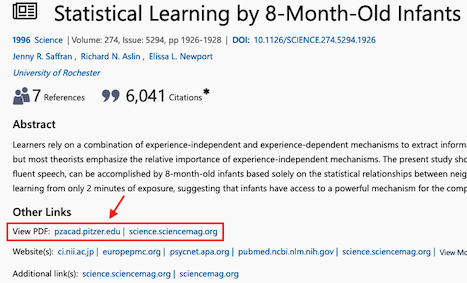 Statistical Learning by 8-Month-Old Infants
1996 Science | Volume: 274, Issue: 5294, pp 1926-1928 | DOI: 10.1126/SCIENCE.274.5294.1926
Jenny R. Saffran , Richard N. Aslin , Elissa L. Newport
University of Rochester
7 References 6,041 Citations *
Abstract
Learners rely on a combination of experience-independent and experience-dependent mechanisms to extract inform
but most theorists emphasize the relative importance of experience-independent mechanisms. The present study sho
fluent speech, can be accomplished by 8-month-old infants based solely on the statistical relationships between neig
learning from only 2 minutes of exposure, suggesting that infants have access to a powerful mechanism for the comp
Other Links
View PDF: pzacad.pitzer.edu | science.sciencemag.org
Website(s): ci.nii.ac.jp | europepmc.org | psycnet.apa.org | pubmed.ncbi.nlm.nih.gov | science.sciencemag.org | View Mo
Additional link(s): science.sciencemag.org | sciencemag.org